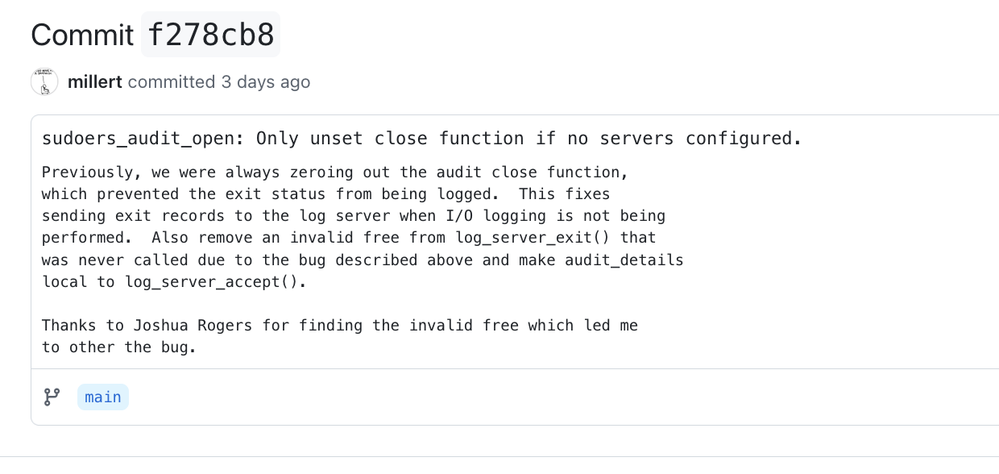 Commit f278cb8
millert committed 3 days ago
sudoers_audit_open: Only unset close function if no servers configured.
Previously, we were always zeroing out the audit close function,
which prevented the exit status from being logged.  This fixes
sending exit records to the log server when I/O logging is not being
performed.  Also remove an invalid free from log_server_exit() that
was never called due to the bug described above and make audit_details
local to log_server_accept().
Thanks to Joshua Rogers for finding the invalid free which led me
to other the bug.
main